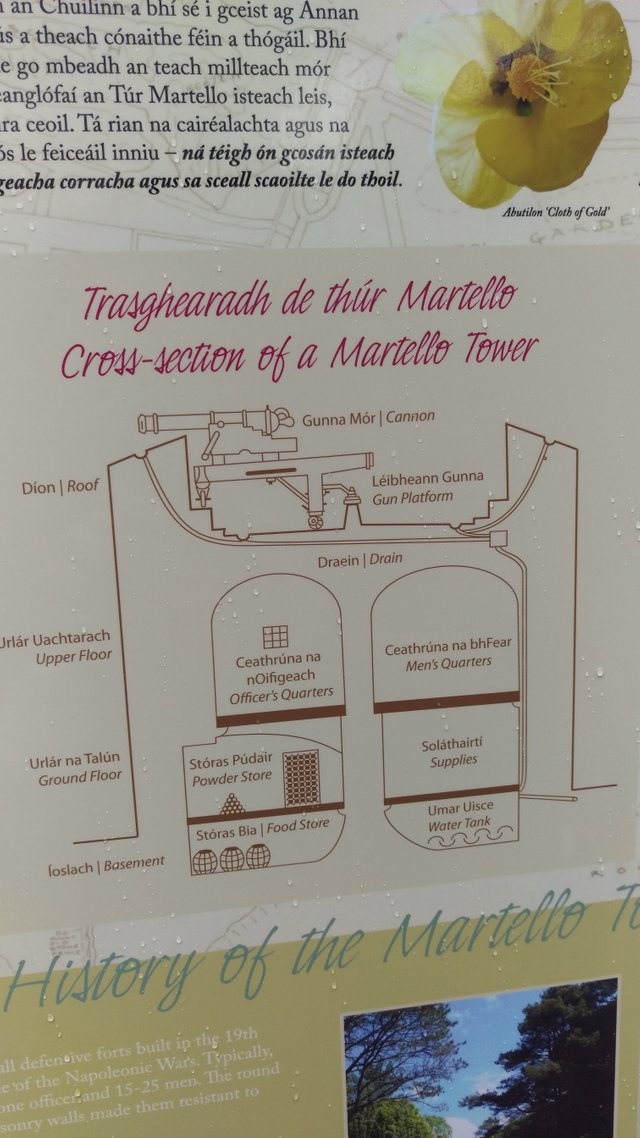 an Chuilinn a bhí sé i gceist ag Annan
is a theach cónaithe féin a thógáil. Bhí
go mbeadh an teach millteach mór
an Túr Martello isteach leis,
ceoil. Tá rian na cairéalachta agus na
le feiceáil inniu – ná téigh ón gcosán isteach
corracha agus sa sceall scaoilte le do thoil.
Abutilon 'Cloth of Gold'
GARDE
Trasghearradh de thúr Martello
Cross-section of a Martello Tower
Gunna Mór | Cannon
Díon | Roof
Léibheann Gunna
Gun Platform
Draein | Drain
Urlár Uachtarach
Upper Floor
Ceathrúna na
nOifigeach
Officer's Quarters
Ceathrúna na bhFear
Men's Quarters
Urlár na Talún
Ground Floor
Stóras Púdair
Powder Store
Soláthairtí
Supplies
Stóras Bia | Food Store
Umar Uisce
Water Tank
Íoslach | Basement
History of the Martello
all defensive forts built in the 19th
of the Napoleonic Wars. Typically,
one officer and 15-25 men. The round
walls made them resistant to